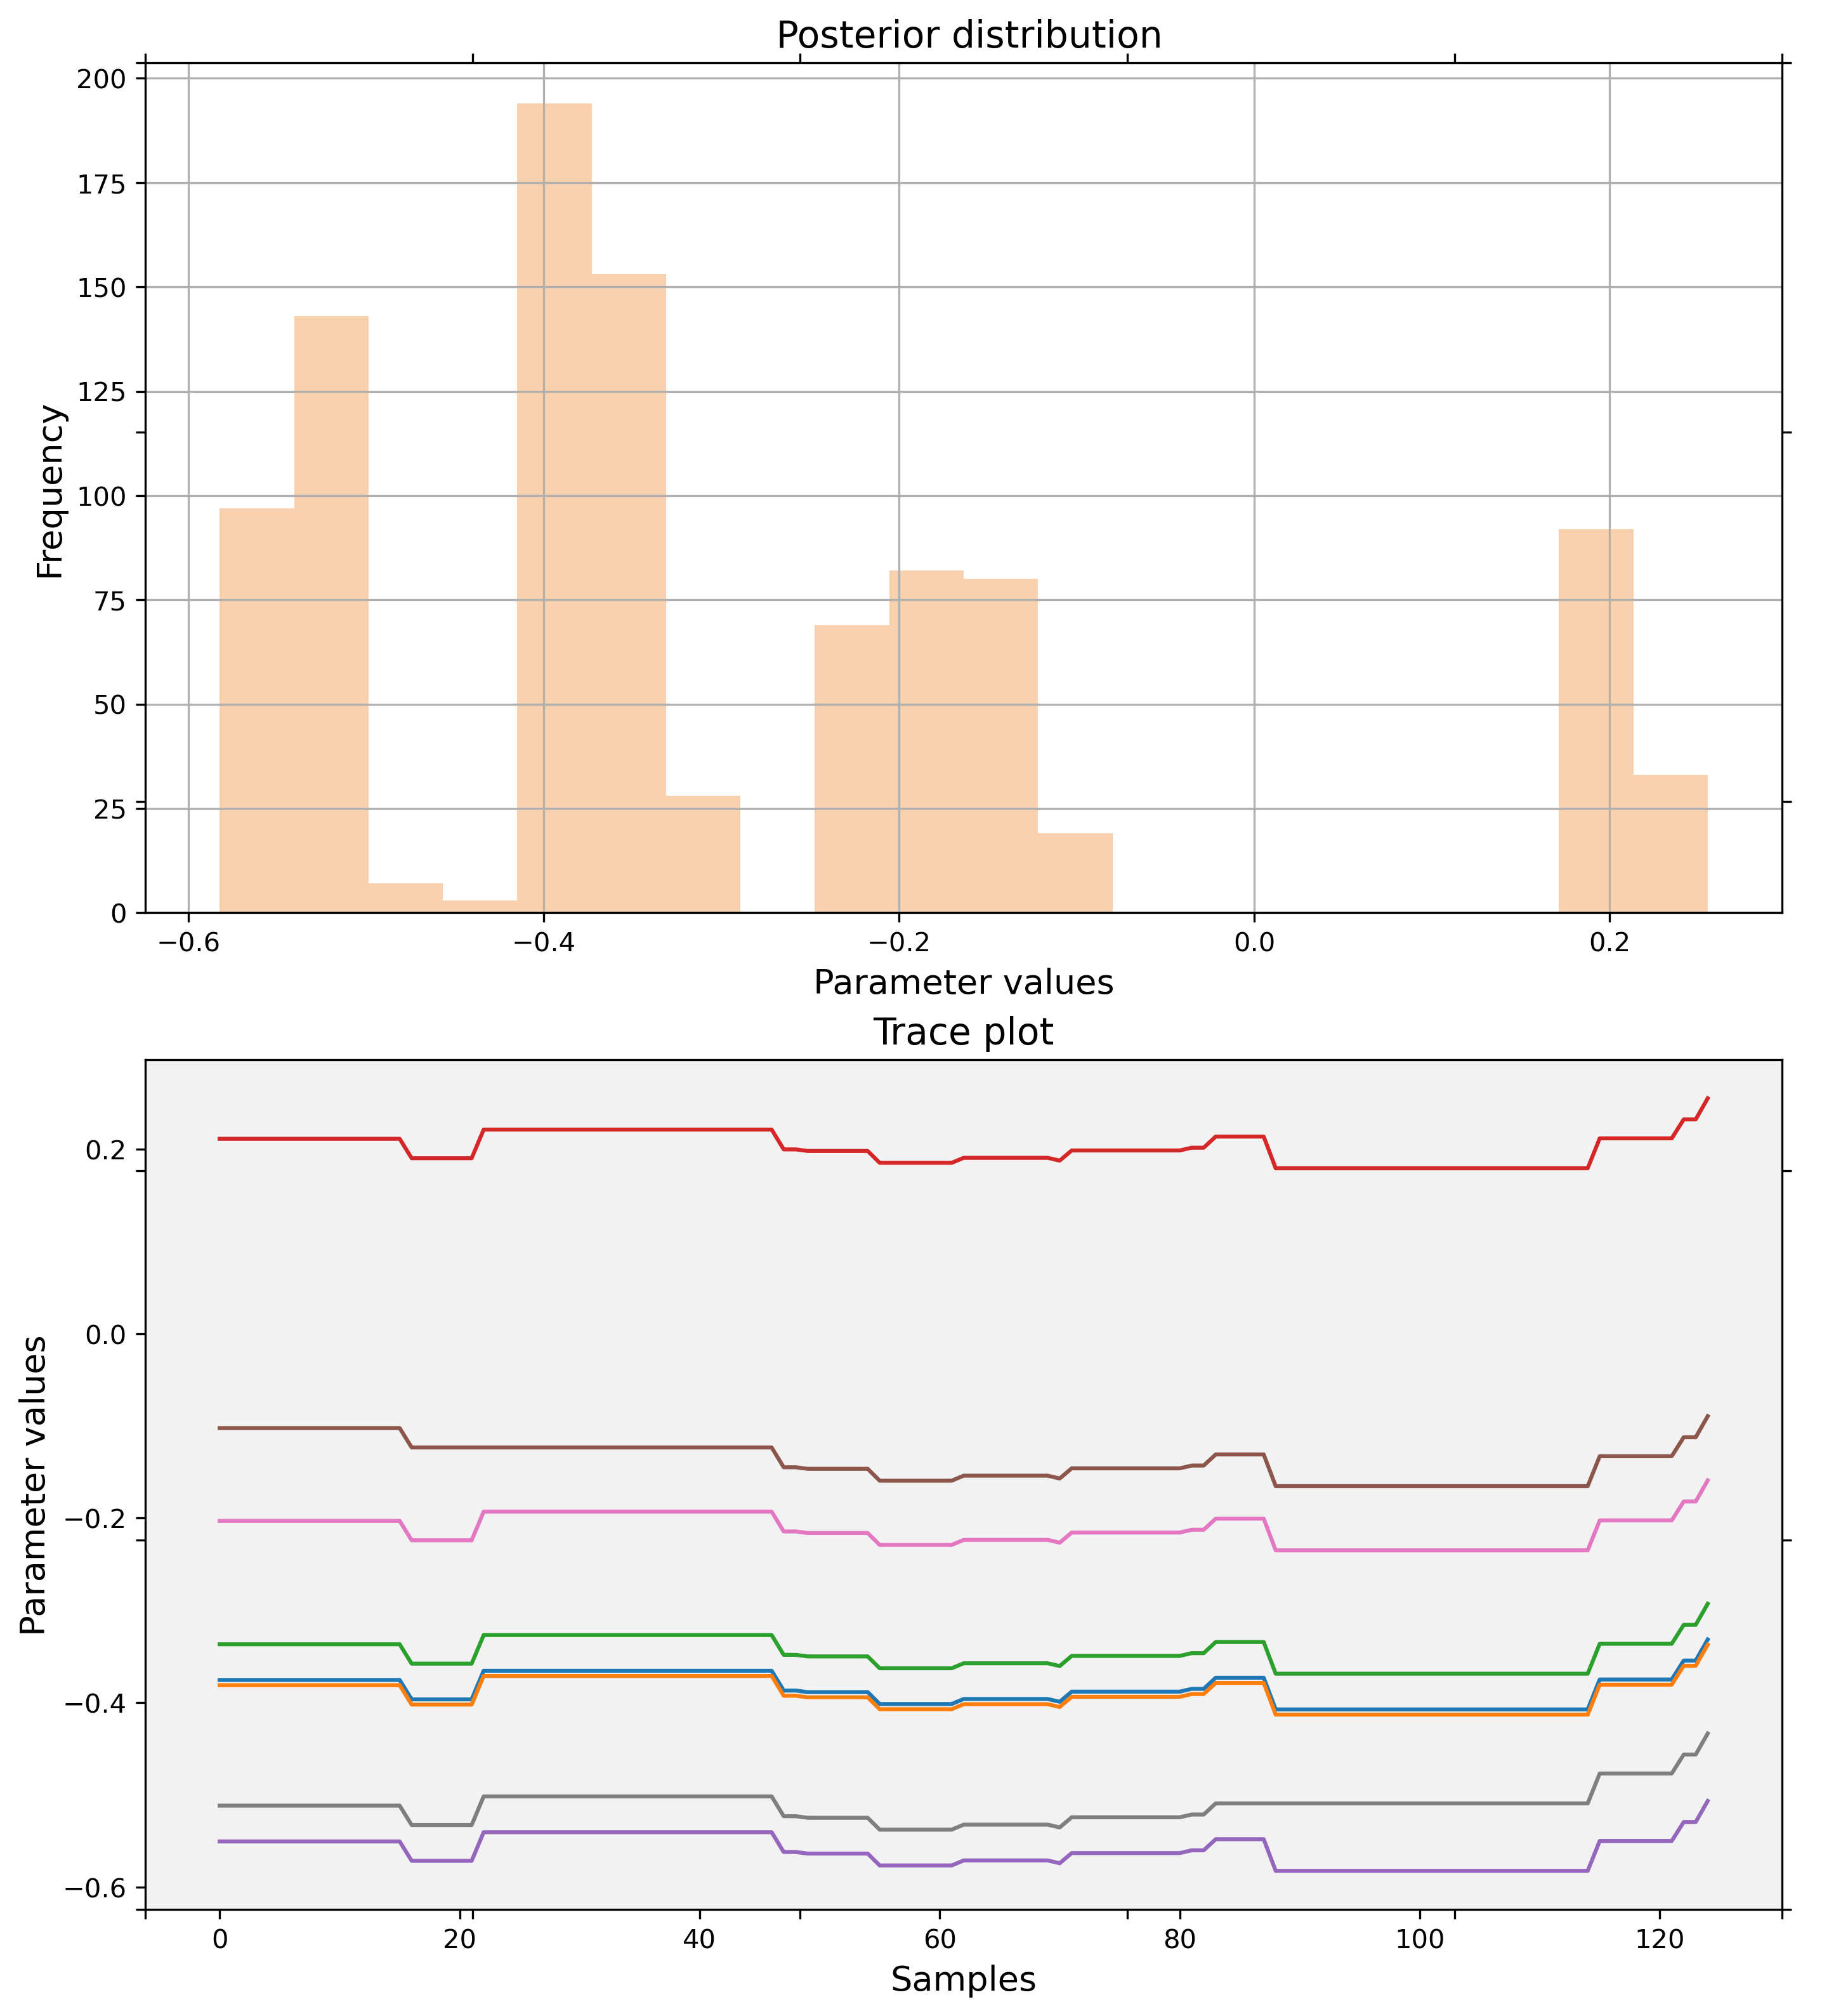 Posterior distribution
200
175
150
125
100
75
50
25
0
Frequency
−0.6 −0.4 −0.2 0.0 0.2
Parameter values
Trace plot
0.2
0.0
−0.2
−0.4
−0.6
Parameter values
0 20 40 60 80 100 120
Samples